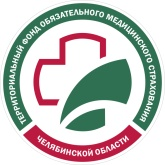 ТЕРРИТОРИАЛЬНЫЙ ФОНД ОБЯЗАТЕЛЬНОГО МЕДИЦИНСКОГО СТРАХОВАНИЯ
ЧЕЛЯБИНСКОЙ ОБЛАСТИ